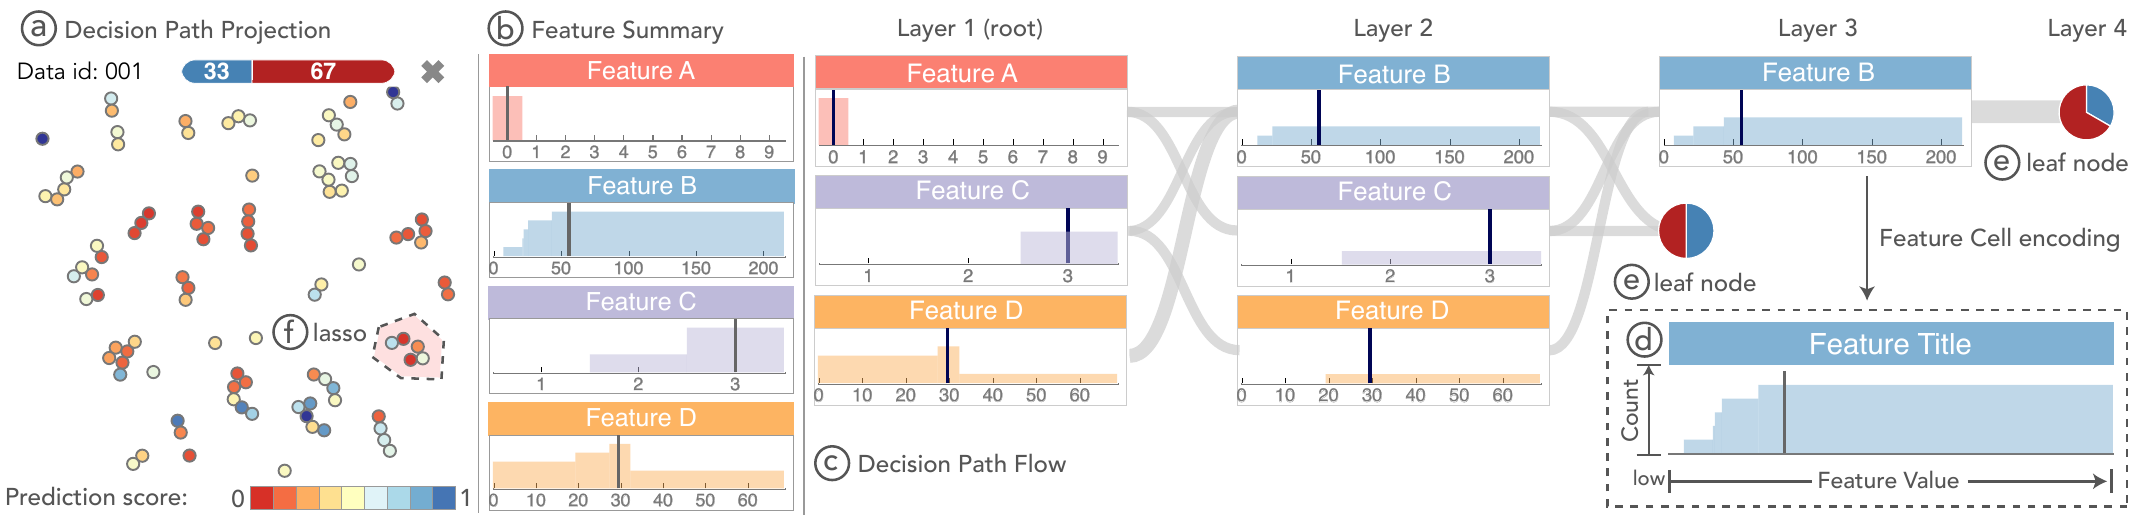 a Decision Path Projection
Data id: 001
33 67
f lasso
Prediction score: 0 1
b Feature Summary
Feature A
0 1 2 3 4 5 6 7 8 9
Feature B
0 50 100 150 200
Feature C
1 2 3
Feature D
0 10 20 30 40 50 60
Layer 1 (root)
Feature A
0 1 2 3 4 5 6 7 8 9
Feature C
1 2 3
Feature D
0 10 20 30 40 50 60
c Decision Path Flow
Layer 2
Feature B
0 50 100 150 200
Feature C
1 2 3
Feature D
0 10 20 30 40 50 60
Layer 3
Feature B
0 50 100 150 200
e leaf node
Layer 4
e leaf node
Feature Cell encoding
d
Feature Title
Count
low
Feature Value